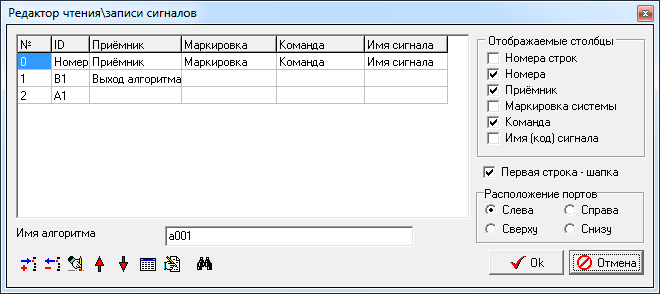 Редактор чтения\записи сигналов
№ ID Приёмник Маркировка Команда Имя сигнала
0 Номер Приёмник Маркировка Команда Имя сигнала
1 B1 Выход алгоритма
2 A1
Отображаемые столбцы
Номера строк
Номера
Приёмник
Маркировка системы
Команда
Имя (код) сигнала
Первая строка - шапка
Расположение портов
Слева Справа
Сверху Снизу
Имя алгоритма a001
Ok Отмена